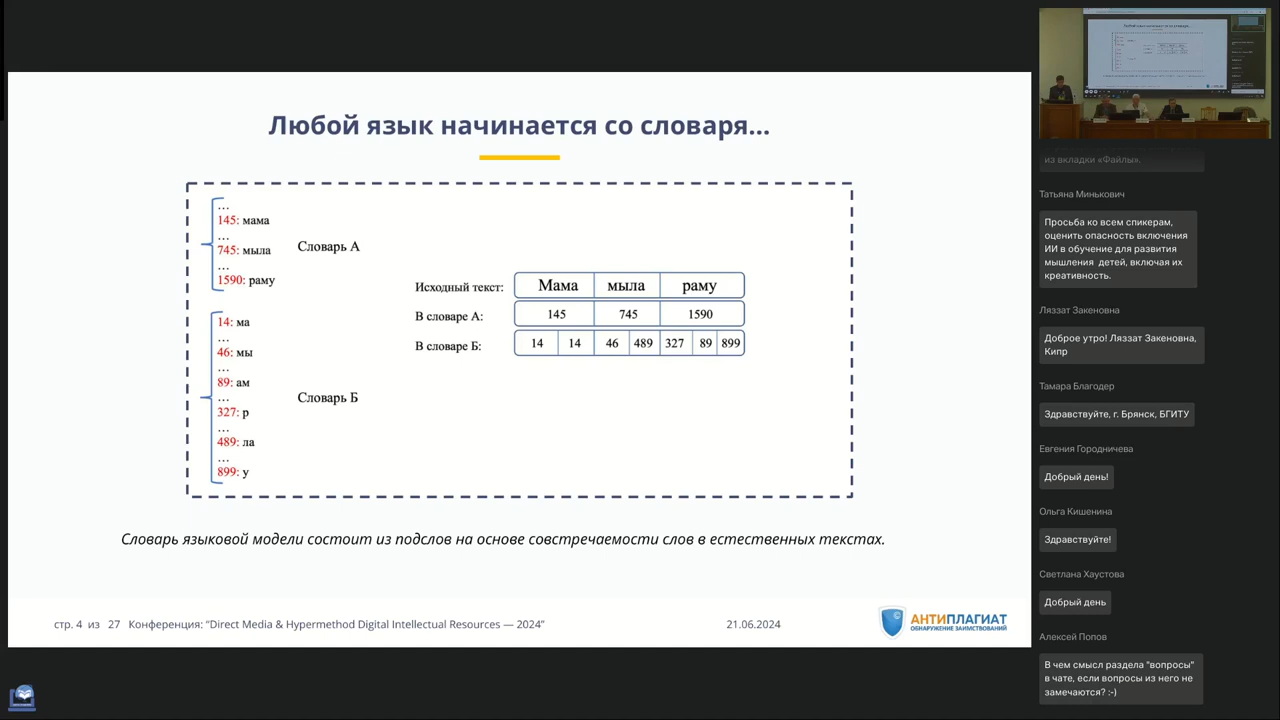 Любой язык начинается со словаря...
...
145: мама
...
745: мыла
...
1590: раму
Словарь А
14: ма
...
46: мы
...
89: ам
...
327: р
...
489: ла
...
899: у
Словарь Б
Исходный текст: Мама мыла раму
В словаре А: 145 745 1590
В словаре Б: 14 14 46 489 327 89 899
Словарь языковой модели состоит из подслов на основе совстречаемости слов в естественных текстах.
стр. 4 из 27 Конференция: "Direct Media & Hypermethod Digital Intellectual Resources — 2024"
21.06.2024
АНТИПЛАГИАТ
ОБНАРУЖЕНИЕ ЗАИМСТВОВАНИЙ
Любой язык начинается со словаря...
из вкладки «Файлы».
Татьяна Минькович
Просьба ко всем спикерам,
оценить опасность включения
ИИ в обучение для развития
мышления детей, включая их
креативность.
Ляззат Закеновна
Доброе утро! Ляззат Закеновна,
Кипр
Тамара Благодер
Здравствуйте, г. Брянск, БГИТУ
Евгения Городничева
Добрый день!
Ольга Кишенина
Здравствуйте!
Светлана Хаустова
Добрый день
Алексей Попов
В чем смысл раздела "вопросы"
в чате, если вопросы из него не
замечаются? :-)